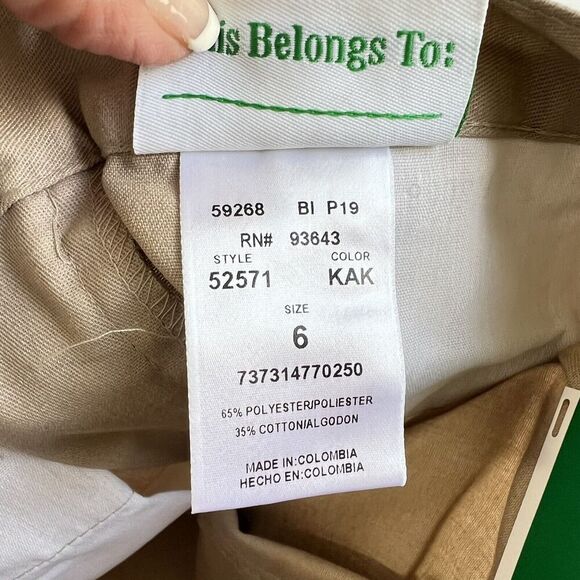 is Belongs To:
59268 BI P19
RN# 93643
STYLE COLOR
52571 KAK
SIZE
6
737314770250
65% POLYESTER/POLIESTER
35% COTTON/ALGODON
MADE IN:COLOMBIA
HECHO EN:COLOMBIA